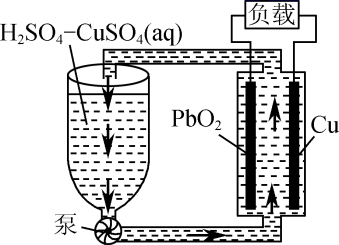 负载
H₂SO₄-CuSO₄(aq)
PbO₂
Cu
泵